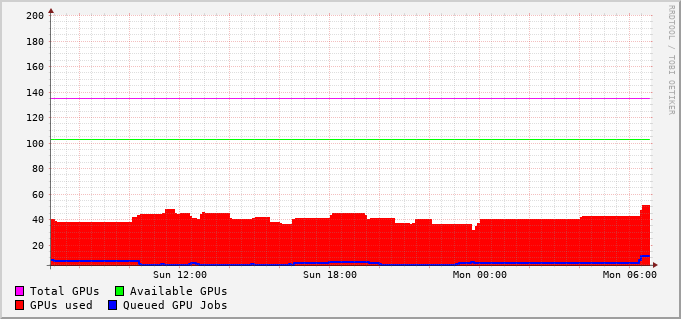 200
180
160
140
120
100
80
60
40
20
Sun 12:00 Sun 18:00 Mon 00:00 Mon 06:00
Total GPUs Available GPUs
GPUs used Queued GPU Jobs
RRDTOOL / TOBI OETIKER